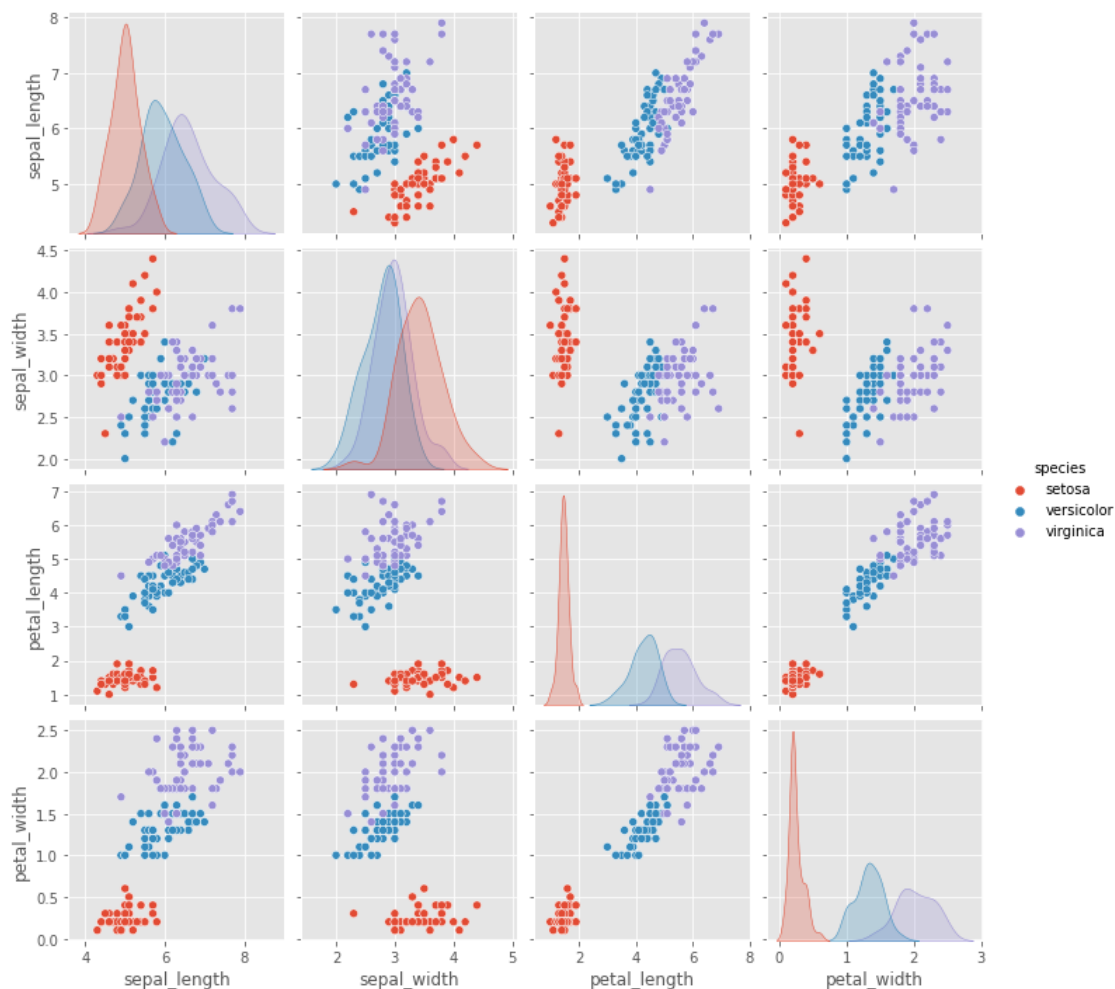 sepal_length
8
7
6
5
sepal_width
4.5
4.0
3.5
3.0
2.5
2.0
petal_length
7
6
5
4
3
2
1
petal_width
2.5
2.0
1.5
1.0
0.5
0.0
4 6 8
sepal_length
2 3 4 5
sepal_width
2 4 6 8
petal_length
0 1 2 3
petal_width
species
setosa
versicolor
virginica